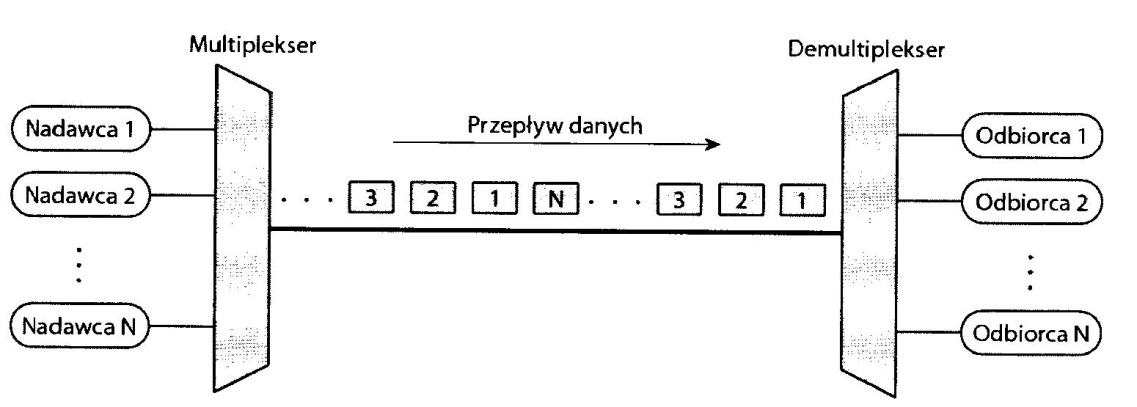 Multiplekser
Demultiplekser
Nadawca 1
Przepływ danych
Odbiorca 1
Nadawca 2
. . . 3 2 1 N . . . 3 2 1
Odbiorca 2
Nadawca N
Odbiorca N